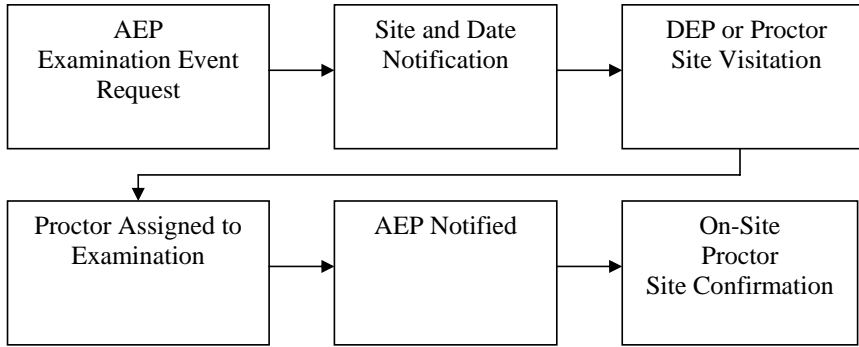 AEP
Examination Event
Request
Site and Date
Notification
DEP or Proctor
Site Visitation
Proctor Assigned to
Examination
AEP Notified
On-Site
Proctor
Site Confirmation